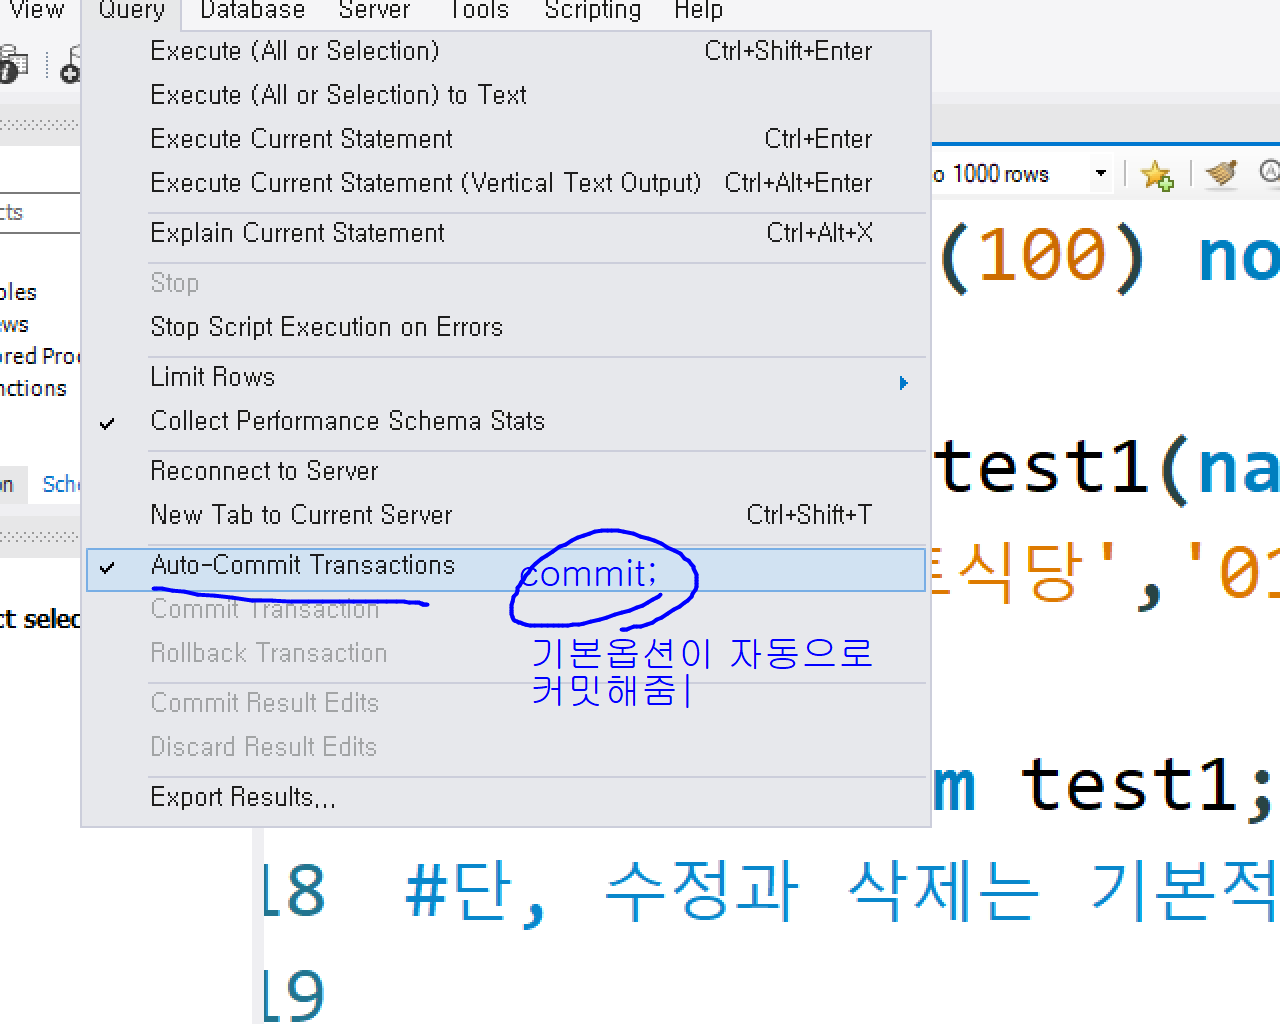 View Query Database Server Tools Scripting Help
Execute (All or Selection) Ctrl+Shift+Enter
Execute (All or Selection) to Text
Execute Current Statement Ctrl+Enter
Execute Current Statement (Vertical Text Output) Ctrl+Alt+Enter
o 1000 rows
cts
Explain Current Statement Ctrl+Alt+X
(100) no
Stop
bles
ews
Stop Script Execution on Errors
ored Proc
nctions
Limit Rows
Collect Performance Schema Stats
Reconnect to Server
test1(na
on Sche
New Tab to Current Server Ctrl+Shift+T
Auto-Commit Transactions commit;
식당','01
Commit Transaction
ct selec
Rollback Transaction
기본옵션이 자동으로
커밋해줌
Commit Result Edits
Discard Result Edits
Export Results...
m test1;
18 #단, 수정과 삭제는 기본적
19